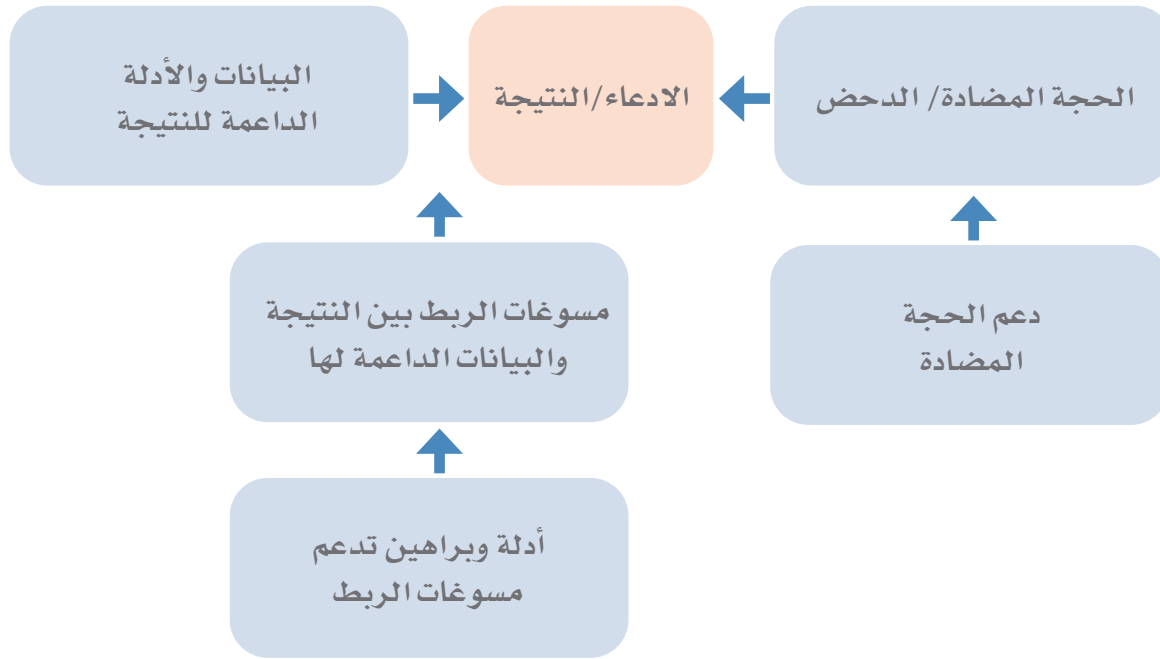 الحجة المضادة/ الدحض
الادعاء/النتيجة
البيانات والأدلة
الداعمة للنتيجة
دعم الحجة
المضادة
مسوغات الربط بين النتيجة
والبيانات الداعمة لها
أدلة وبراهين تدعم
مسوغات الربط